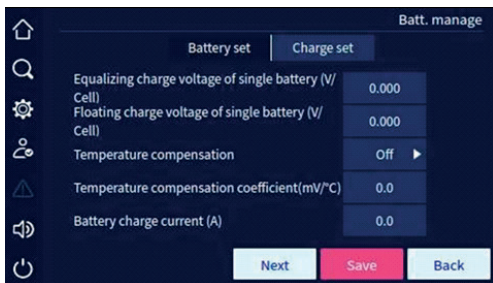 Batt. manage
Battery set
Charge set
Equalizing charge voltage of single battery (V/
Cell)
0.000
Floating charge voltage of single battery (V/
Cell)
0.000
Temperature compensation
Off
Temperature compensation coefficient(mV/°C)
0.0
Battery charge current (A)
0.0
Next
Save
Back